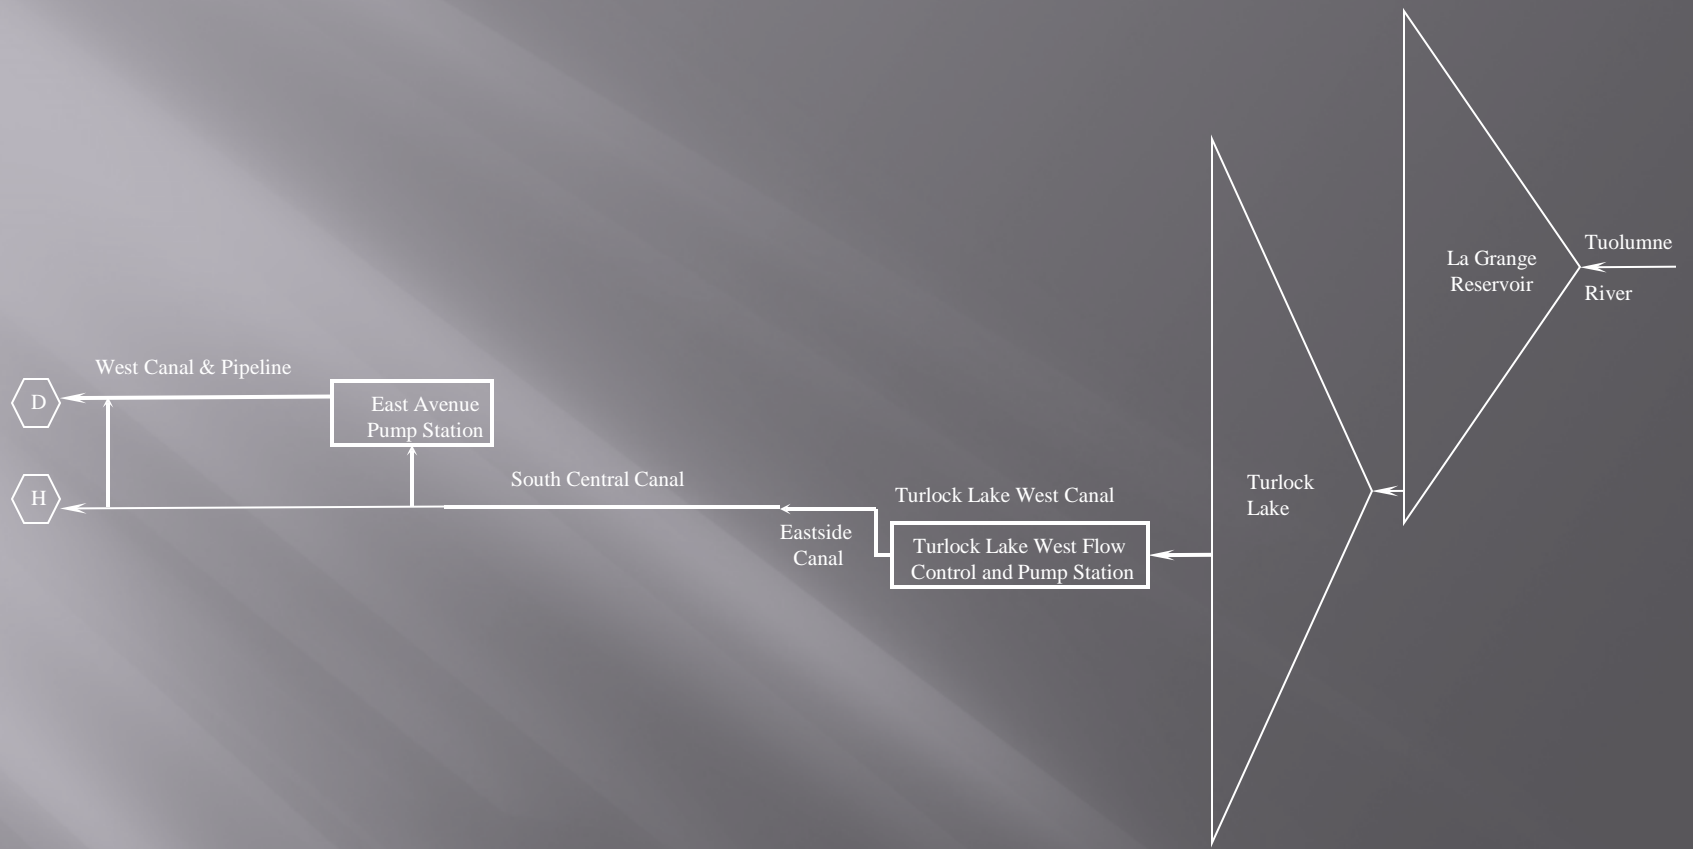 Tuolumne
River
La Grange
Reservoir
Turlock
Lake
Turlock Lake West Canal
Turlock Lake West Flow
Control and Pump Station
Eastside
Canal
South Central Canal
East Avenue
Pump Station
West Canal & Pipeline
D
H